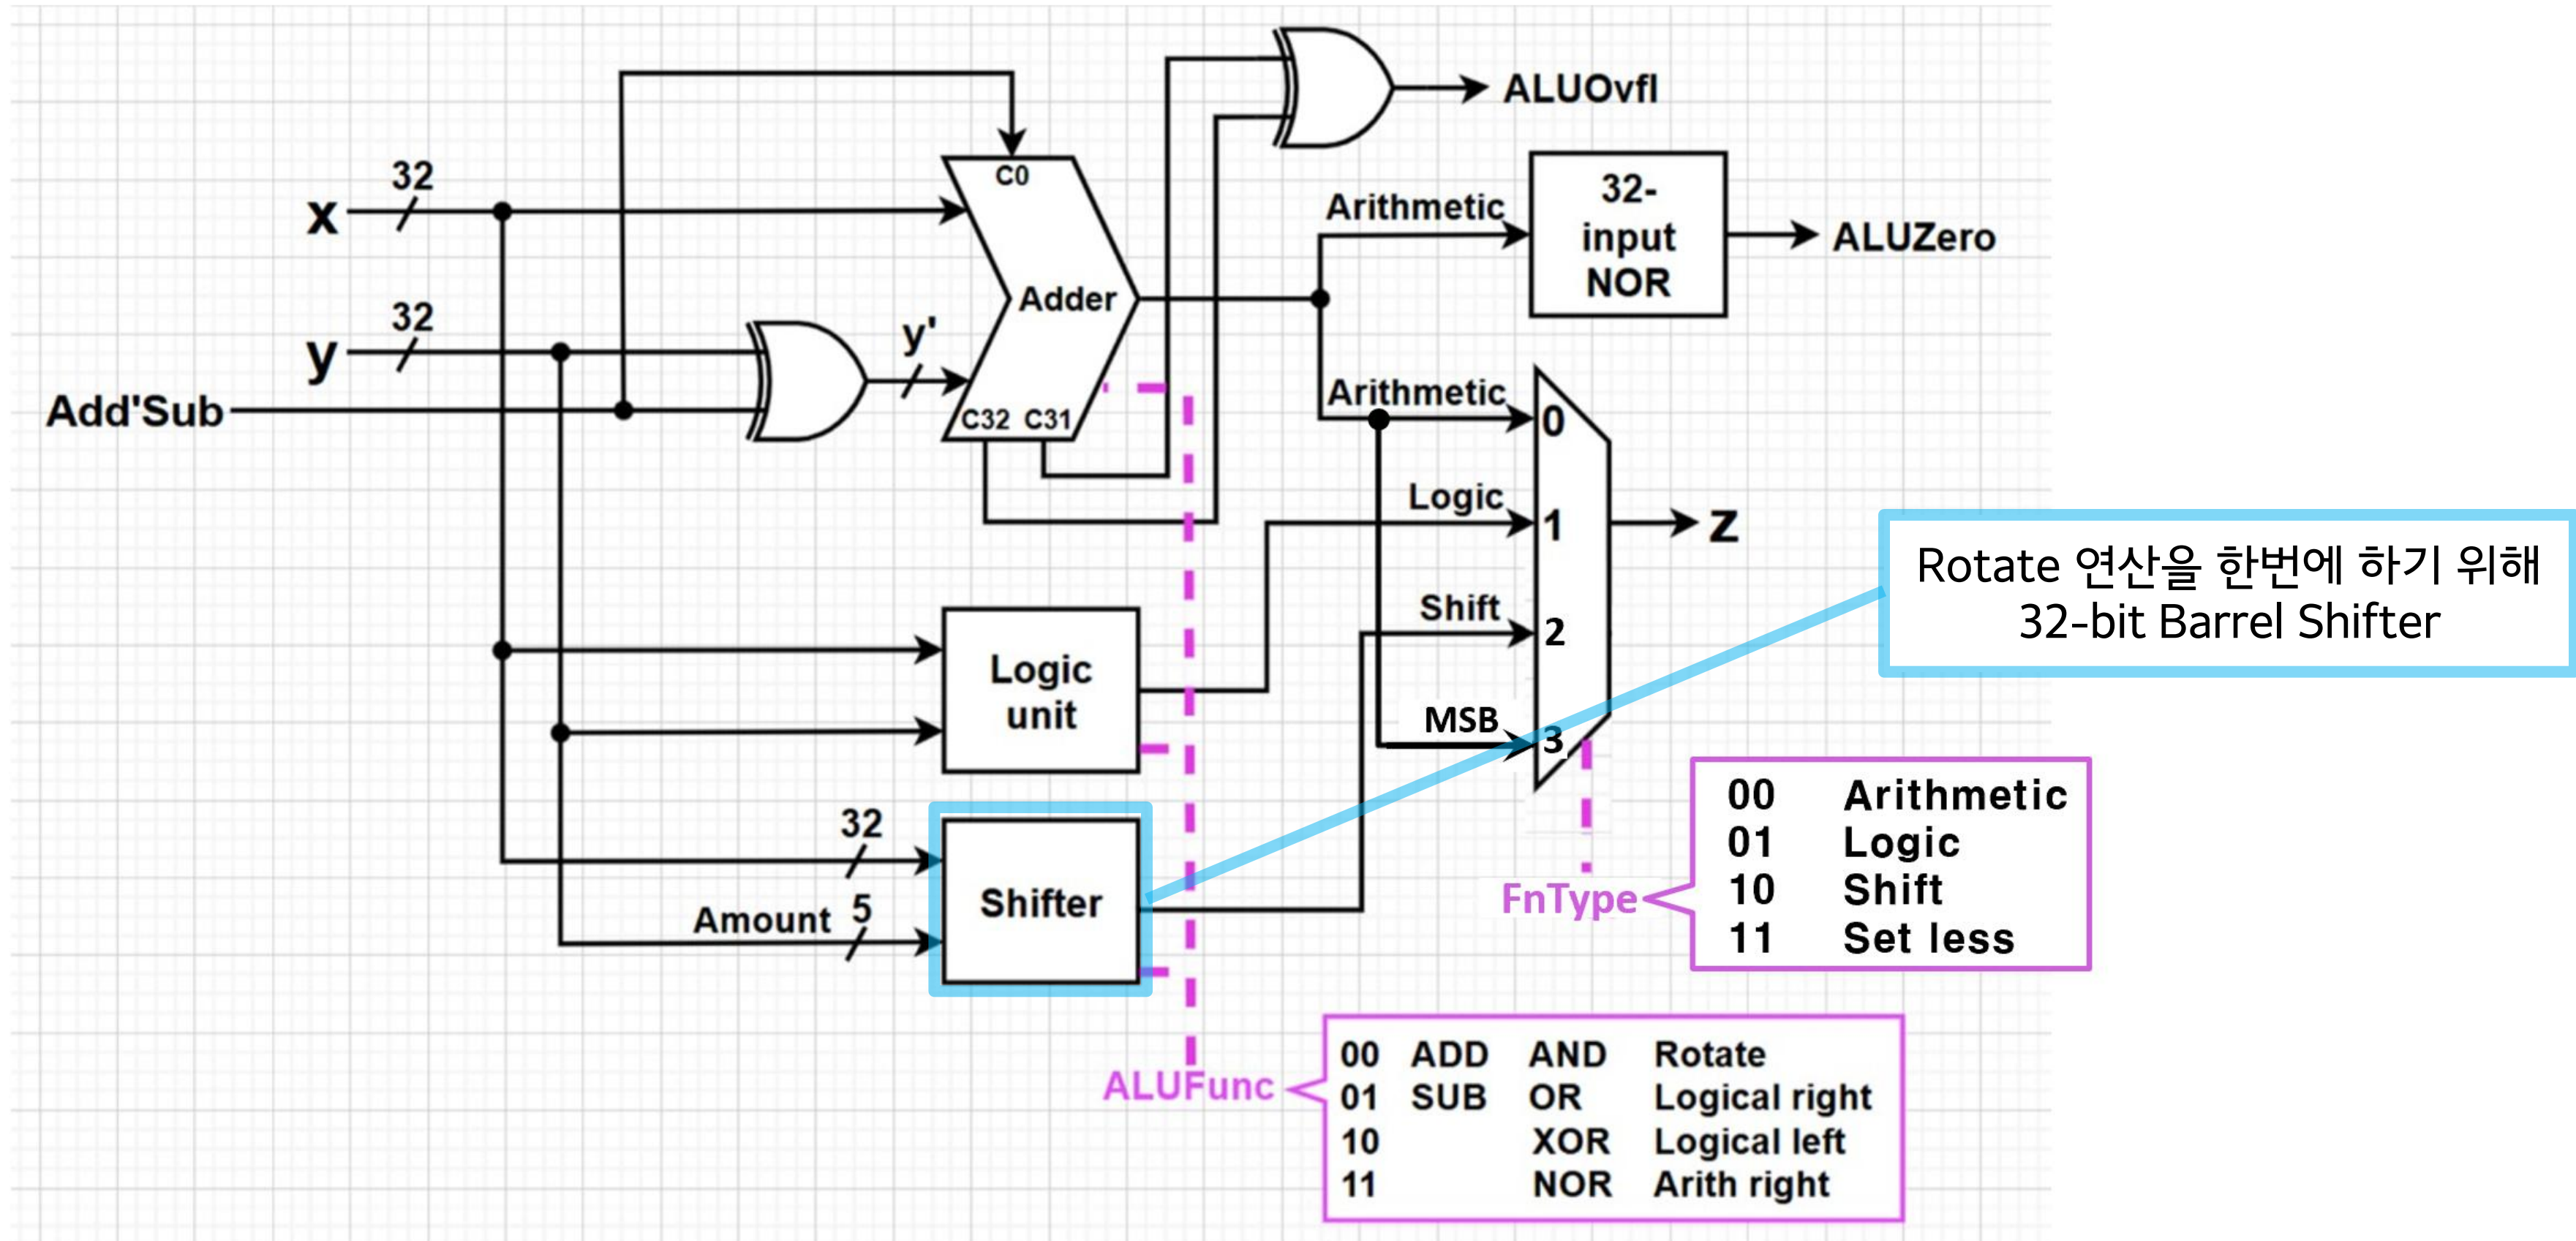 ALUOvfl
32
C0
x
32-
input
NOR
Arithmetic
ALUZero
Adder
32
y
y'
Arithmetic
0
Add'Sub
C32 C31
Logic
1
z
Rotate 연산을 한번에 하기 위해
32-bit Barrel Shifter
Shift
2
Logic
unit
MSB
3
00 Arithmetic
01 Logic
10 Shift
11 Set less
FnType
32
Shifter
Amount 5
ALUFunc
00 ADD AND Rotate
01 SUB OR Logical right
10 XOR Logical left
11 NOR Arith right